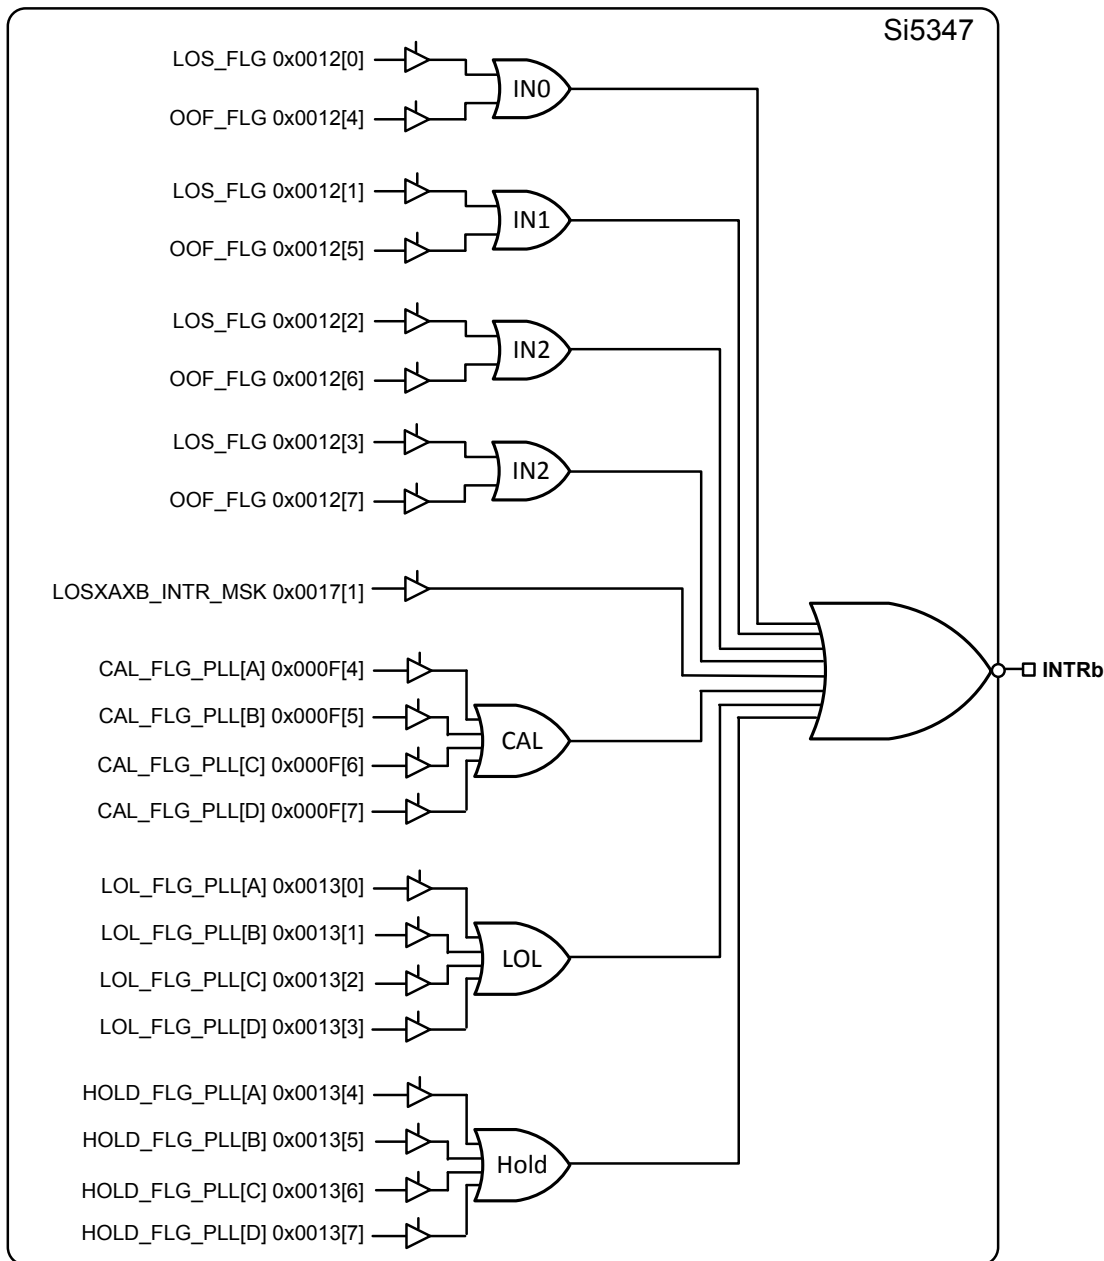 Si5347
LOS_FLG 0x0012[0]
IN0
OOF_FLG 0x0012[4]
LOS_FLG 0x0012[1]
IN1
OOF_FLG 0x0012[5]
LOS_FLG 0x0012[2]
IN2
OOF_FLG 0x0012[6]
LOS_FLG 0x0012[3]
IN2
OOF_FLG 0x0012[7]
LOSXAXB_INTR_MSK 0x0017[1]
INTRb
CAL_FLG_PLL[A] 0x000F[4]
CAL_FLG_PLL[B] 0x000F[5]
CAL
CAL_FLG_PLL[C] 0x000F[6]
CAL_FLG_PLL[D] 0x000F[7]
LOL_FLG_PLL[A] 0x0013[0]
LOL_FLG_PLL[B] 0x0013[1]
LOL
LOL_FLG_PLL[C] 0x0013[2]
LOL_FLG_PLL[D] 0x0013[3]
HOLD_FLG_PLL[A] 0x0013[4]
HOLD_FLG_PLL[B] 0x0013[5]
Hold
HOLD_FLG_PLL[C] 0x0013[6]
HOLD_FLG_PLL[D] 0x0013[7]